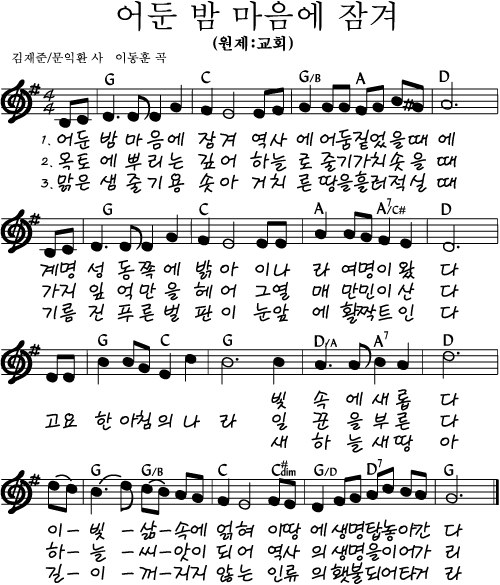 어둔 밤 마음에 잠겨
(원제:교회)
김재준/문익환 사 이동훈 곡
G C G/B A D
4
4
1. 어둔 밤 마음에 잠겨 역사에 어둠짙었을때에
2. 옥토에 뿌리는 깊어 하늘로 줄기가치솟을때
3. 맑은 샘 줄기용솟아 거치른땅을흘러적실때
G C A A7/C# D
계명성 동쪽에 밝아 이나라 여명이 왔다
가지 잎 억만을 헤어 그열매 만민이 산다
기름진 푸른벌판이 눈앞에 활짝트인다
G C G D/A A7 D
빛 속에 새롭다
고요한 아침의 나라 일꾼을 부른다
새 하늘 새땅아
G G/B C C#dim G/D D7 G
이- 빛 -삶-속에 얽혀 이땅에 생명탑놓아간다
하- 늘 -씨-앗이 되어 역사의 생명을이어가리
길- 이 -꺼-지지 않는 인류의 횃불되어타거라